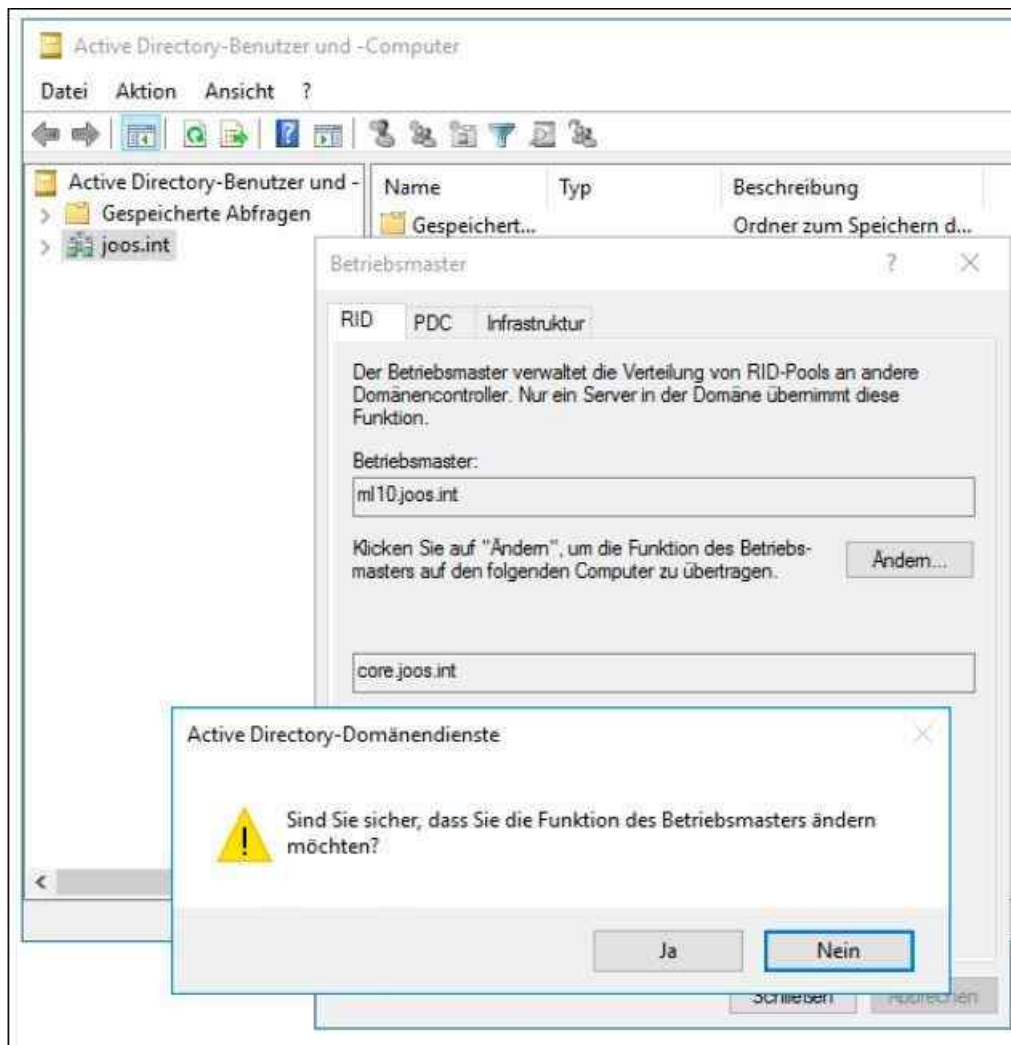 Active Directory-Benutzer und -Computer
Datei Aktion Ansicht ?
Active Directory-Benutzer und -
Gespeicherte Abfragen
joos.int
Name Typ Beschreibung
Gespeichert... Ordner zum Speichern d...
Betriebsmaster ?
RID PDC Infrastruktur
Der Betriebsmaster verwaltet die Verteilung von RID-Pools an andere
Domänencontroller. Nur ein Server in der Domäne übernimmt diese
Funktion.
Betriebsmaster:
ml10.joos.int
Klicken Sie auf "Ändern", um die Funktion des Betriebs-
masters auf den folgenden Computer zu übertragen.
Ändern...
core.joos.int
Active Directory-Domänendienste
Sind Sie sicher, dass Sie die Funktion des Betriebsmasters ändern
möchten?
Ja Nein
Schließen Abbrechen